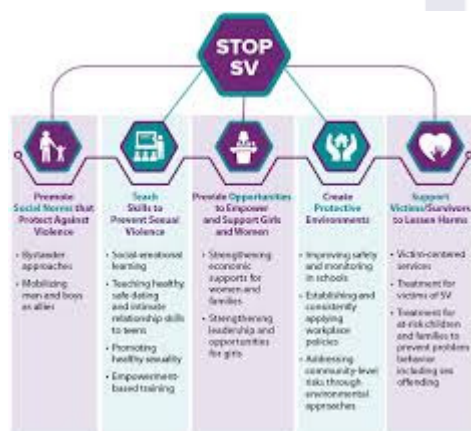 STOP
SV
Promote
Social Norms that
Protect Against
Violence
• Bystander
approaches
• Mobilizing
men and boys
as allies
Teach
Skills to
Prevent Sexual
Violence
• Social-emotional
learning
• Teaching healthy,
safe dating
and intimate
relationship skills
to teens
• Promoting
healthy sexuality
• Empowerment-
based training
Provide Opportunities
to Empower
and Support Girls
and Women
• Strengthening
economic
supports for
women and
families
• Strengthening
leadership and
opportunities
for girls
Create
Protective
Environments
• Improving safety
and monitoring
in schools
• Establishing and
consistently
applying
workplace
policies
• Addressing
community-level
risks through
environmental
approaches
Support
Victims/Survivors
to Lessen Harms
• Victim-centered
services
• Treatment for
victims of SV
• Treatment for
at-risk children
and families to
prevent problem
behavior
including sex
offending